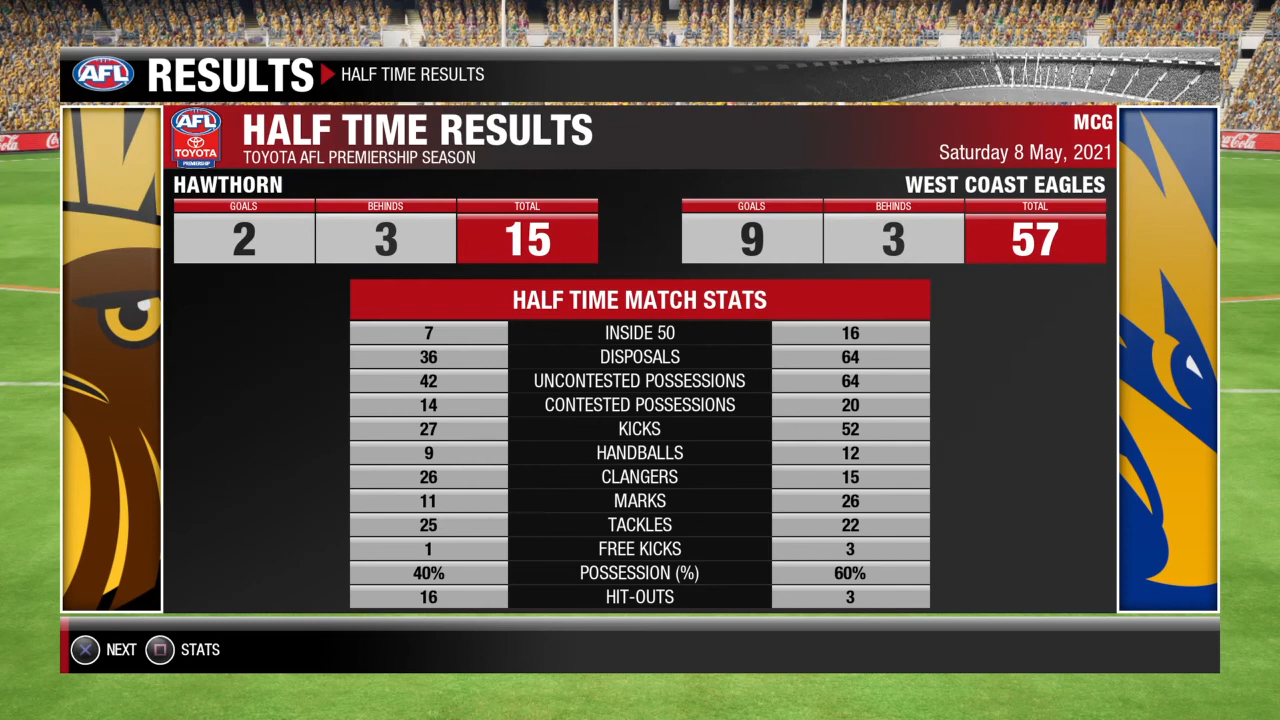 AFL RESULTS HALF TIME RESULTS
AFL TOYOTA PREMIERSHIP
HALF TIME RESULTS
TOYOTA AFL PREMIERSHIP SEASON
MCG
Saturday 8 May, 2021
HAWTHORN
WEST COAST EAGLES
GOALS BEHINDS TOTAL
2 3 15
GOALS BEHINDS TOTAL
9 3 57
HALF TIME MATCH STATS
7 INSIDE 50 16
36 DISPOSALS 64
42 UNCONTESTED POSSESSIONS 64
14 CONTESTED POSSESSIONS 20
27 KICKS 52
9 HANDBALLS 12
26 CLANGERS 15
11 MARKS 26
25 TACKLES 22
1 FREE KICKS 3
40% POSSESSION (%) 60%
16 HIT-OUTS 3
NEXT STATS
Coca-Cola